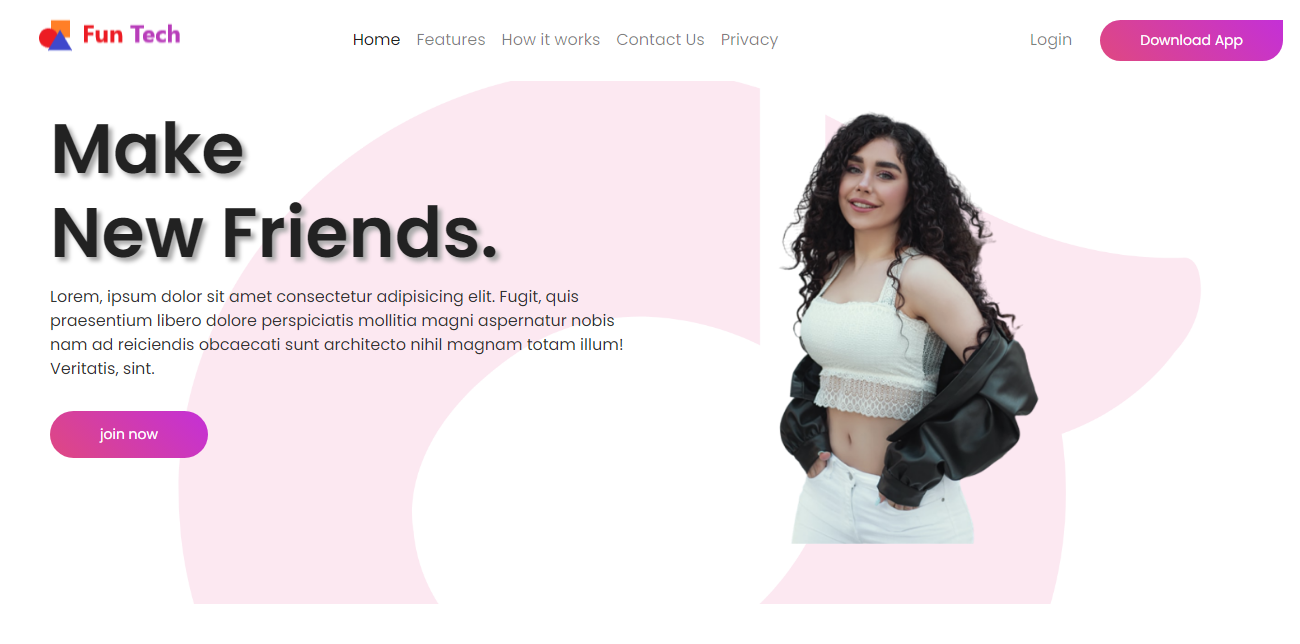 Fun Tech
Home Features How it works Contact Us Privacy
Login
Download App
Make
New Friends.
Lorem, ipsum dolor sit amet consectetur adipisicing elit. Fugit, quis
praesentium libero dolore perspiciatis mollitia magni aspernatur nobis
nam ad reiciendis obcaecati sunt architecto nihil magnam totam illum!
Veritatis, sint.
join now